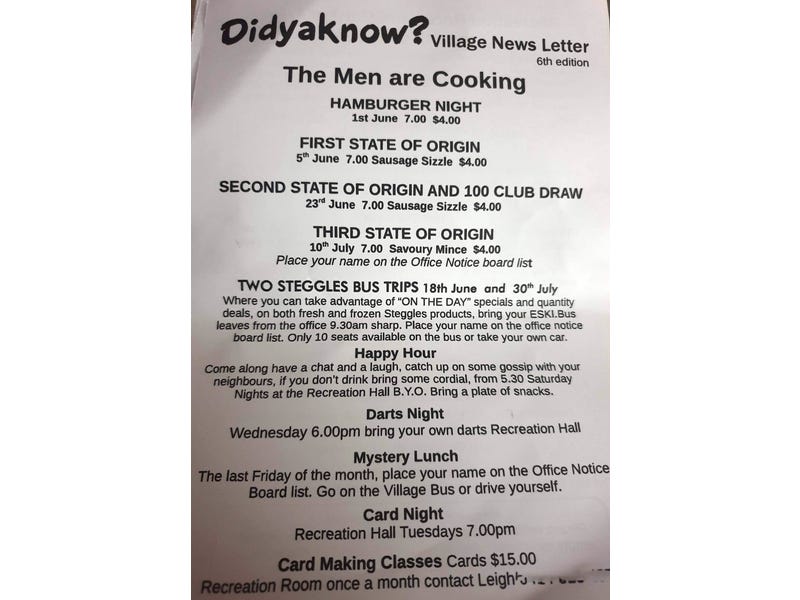 Didyaknow? Village News Letter
6th edition
The Men are Cooking
HAMBURGER NIGHT
1st June 7.00 $4.00
FIRST STATE OF ORIGIN
5th June 7.00 Sausage Sizzle $4.00
SECOND STATE OF ORIGIN AND 100 CLUB DRAW
23rd June 7.00 Sausage Sizzle $4.00
THIRD STATE OF ORIGIN
10th July 7.00 Savoury Mince $4.00
Place your name on the Office Notice board list
TWO STEGGLES BUS TRIPS 18th June and 30th July
Where you can take advantage of “ON THE DAY” specials and quantity
deals, on both fresh and frozen Steggles products, bring your ESKI.Bus
leaves from the office 9.30am sharp. Place your name on the office notice
board list. Only 10 seats available on the bus or take your own car.
Happy Hour
Come along have a chat and a laugh, catch up on some gossip with your
neighbours, if you don’t drink bring some cordial, from 5.30 Saturday
Nights at the Recreation Hall B.Y.O. Bring a plate of snacks.
Darts Night
Wednesday 6.00pm bring your own darts Recreation Hall
Mystery Lunch
The last Friday of the month, place your name on the Office Notice
Board list. Go on the Village Bus or drive yourself.
Card Night
Recreation Hall Tuesdays 7.00pm
Card Making Classes Cards $15.00
Recreation Room once a month contact